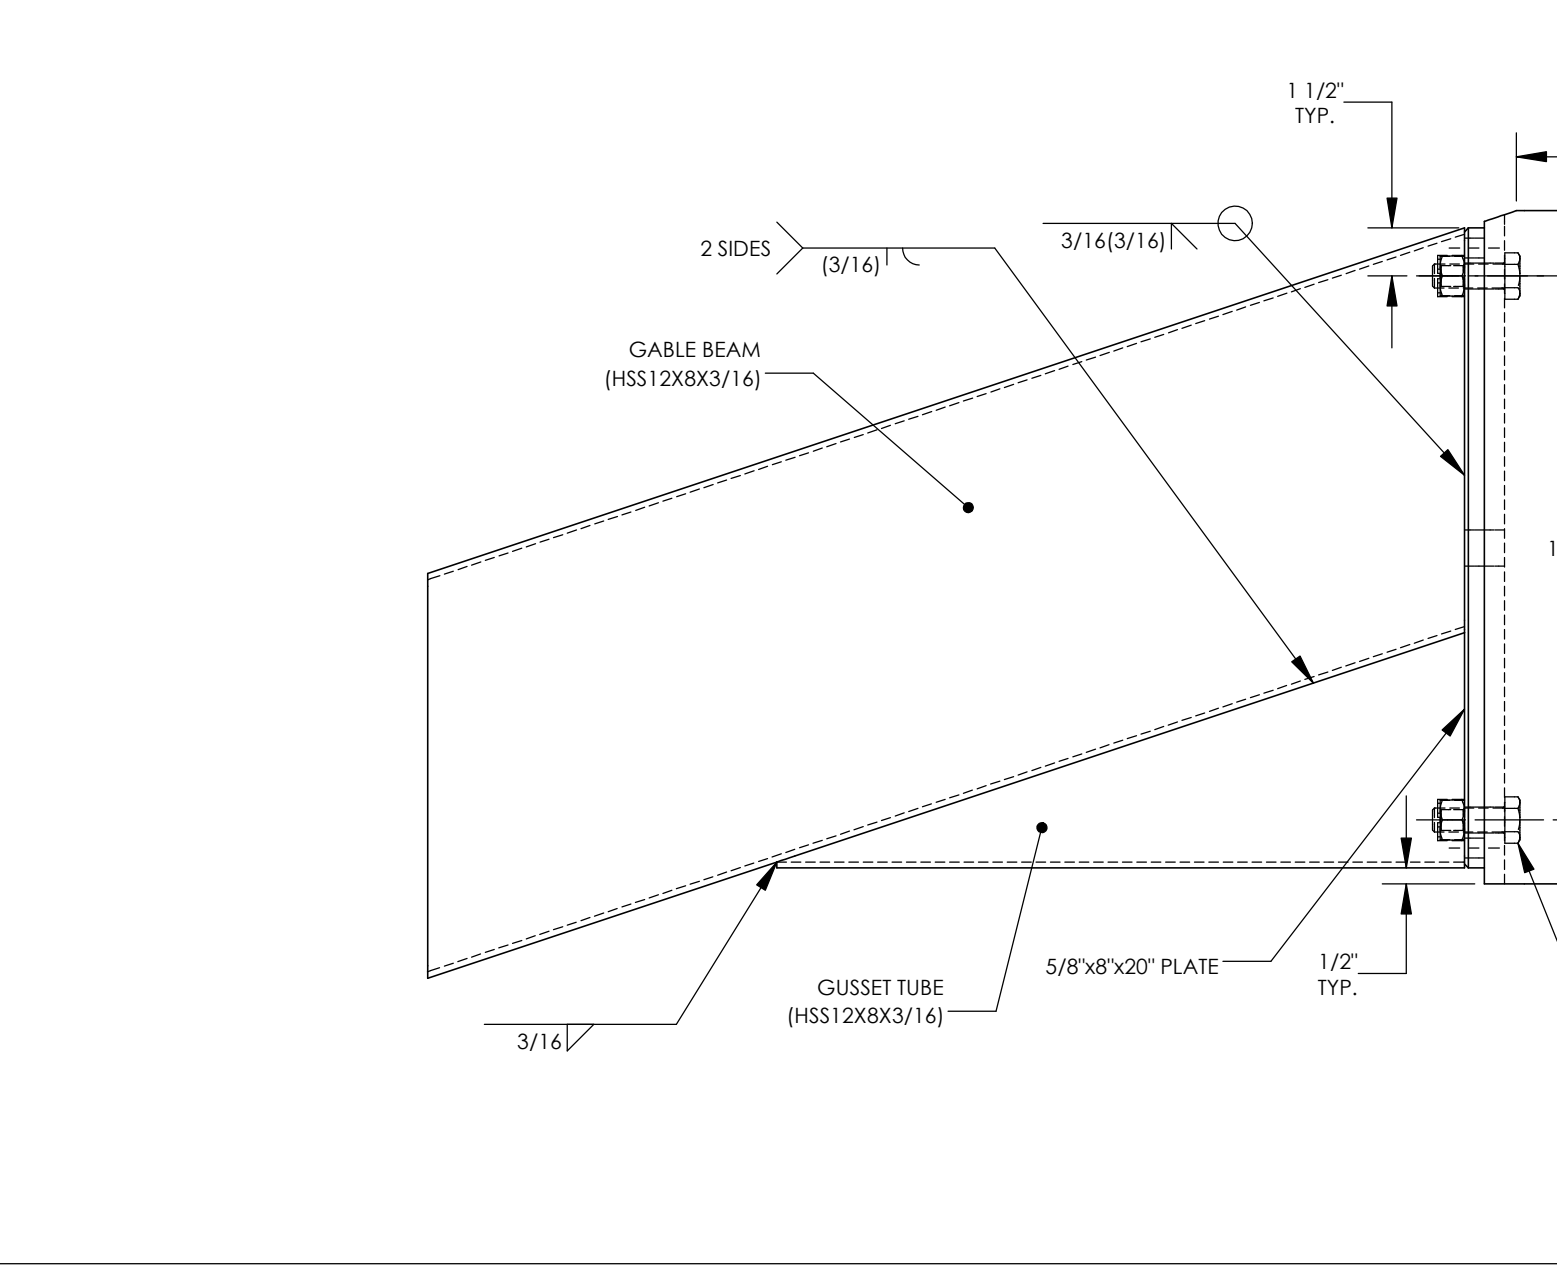 1 1/2"
TYP.
3/16(3/16)
2 SIDES
(3/16)
GABLE BEAM
(HSS12X8X3/16)
1
5/8"x8"x20" PLATE
1/2"
TYP.
GUSSET TUBE
(HSS12X8X3/16)
3/16